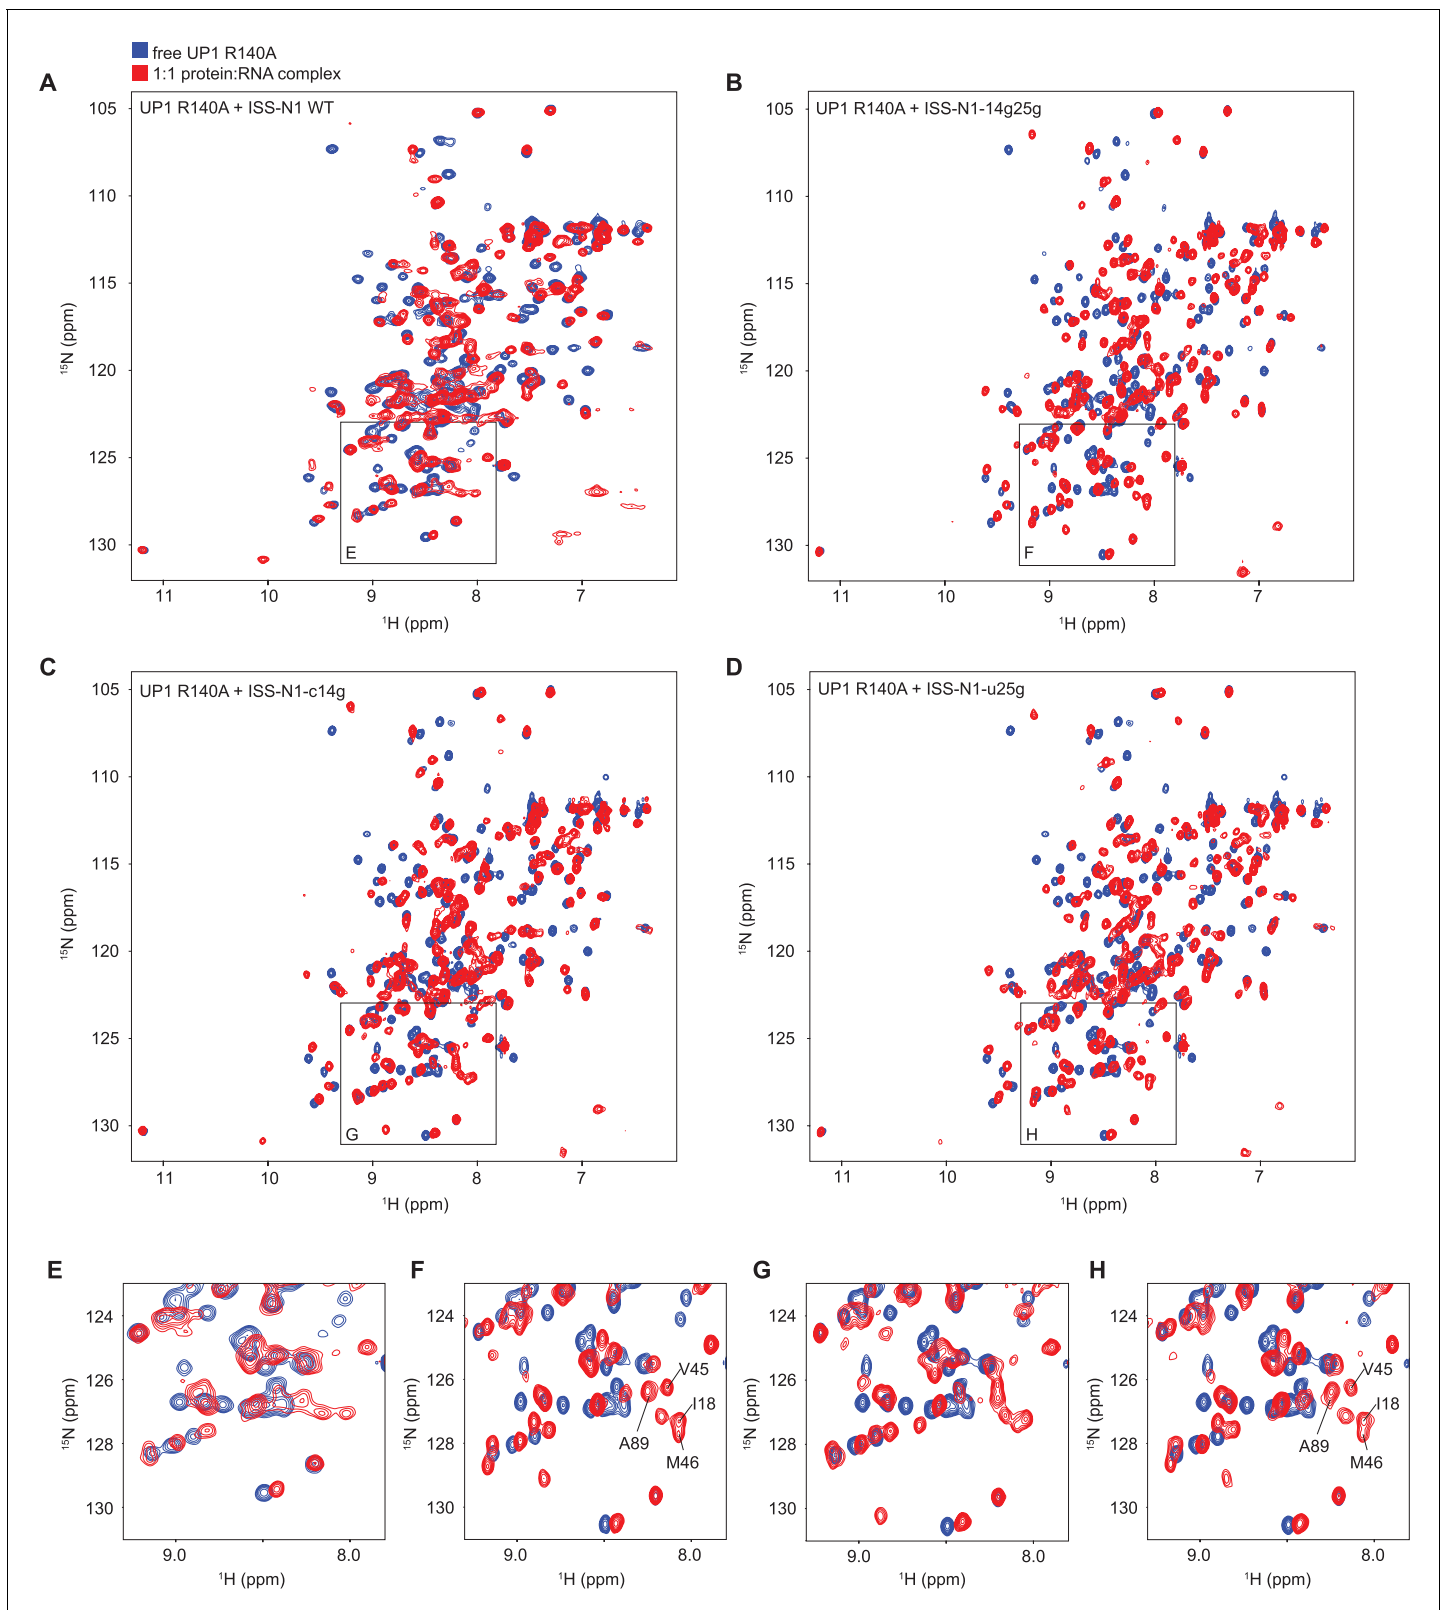 free UP1 R140A
1:1 protein:RNA complex
A
UP1 R140A + ISS-N1 WT
105
110
115
120
125
130
15N (ppm)
E
11
10
9
8
7
1H (ppm)
B
UP1 R140A + ISS-N1-14g25g
105
110
115
120
125
130
15N (ppm)
F
11
10
9
8
7
1H (ppm)
C
UP1 R140A + ISS-N1-c14g
105
110
115
120
125
130
15N (ppm)
G
11
10
9
8
7
1H (ppm)
D
UP1 R140A + ISS-N1-u25g
105
110
115
120
125
130
15N (ppm)
H
11
10
9
8
7
1H (ppm)
E
124
126
128
130
15N (ppm)
9.0
8.0
1H (ppm)
F
124
126
128
130
15N (ppm)
V45
I18
A89
M46
9.0
8.0
1H (ppm)
G
124
126
128
130
15N (ppm)
9.0
8.0
1H (ppm)
H
124
126
128
130
15N (ppm)
V45
I18
A89
M46
9.0
8.0
1H (ppm)